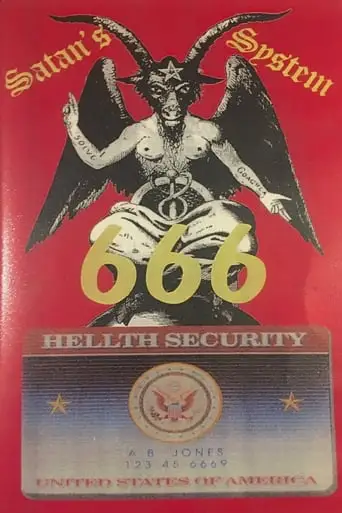 Satan's System
SOLVE
COAGULA
666
HELLTH SECURITY
A B JONES
123 45 6669
UNITED STATES OF AMERICA